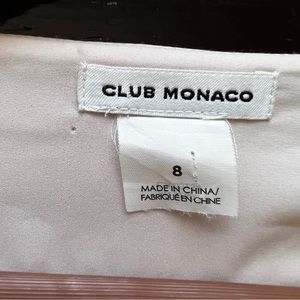 CLUB MONACO
8
MADE IN CHINA/
FABRIQUÉ EN CHINE